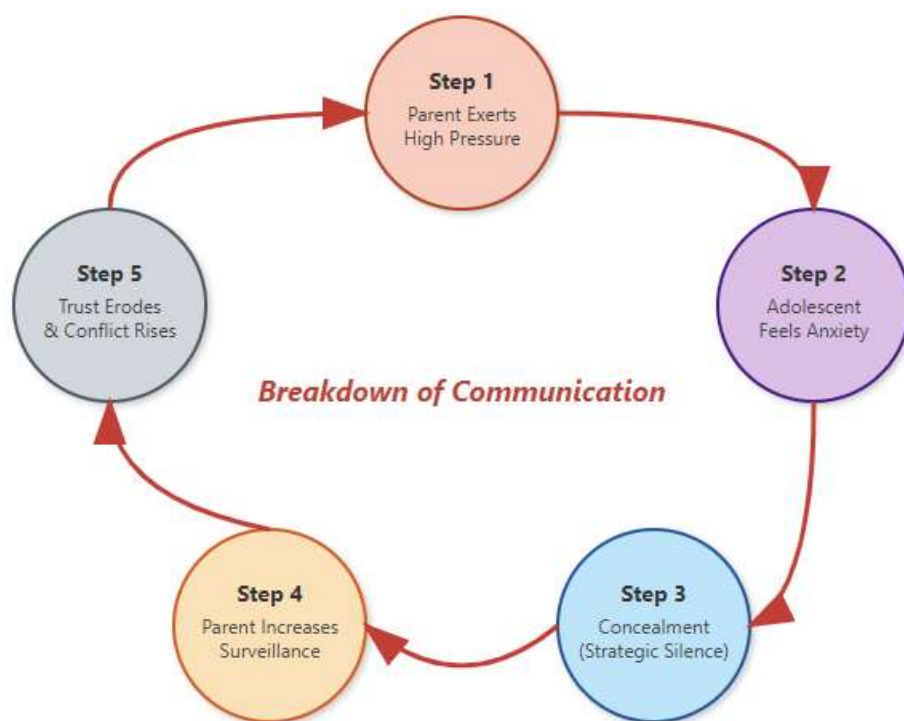 Step 1
Parent Exerts
High Pressure
Step 2
Adolescent
Feels Anxiety
Step 3
Concealment
(Strategic Silence)
Step 4
Parent Increases
Surveillance
Step 5
Trust Erodes
& Conflict Rises
Breakdown of Communication